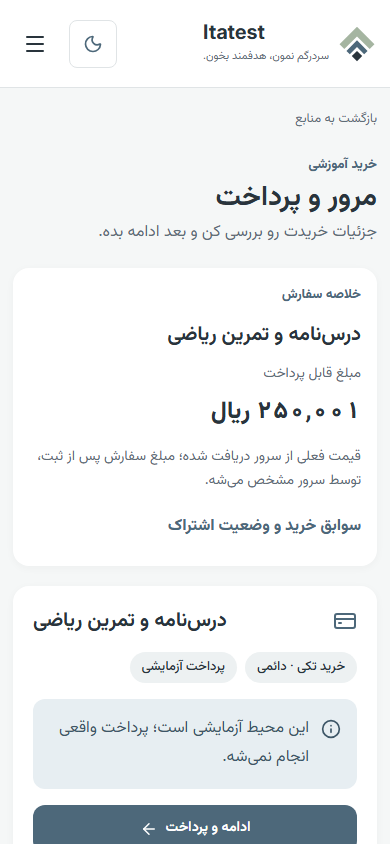 ltatest
سردرگم نمون، هدفمند بخون.
بازگشت به منابع
خرید آموزشی
مرور و پرداخت
جزئیات خریدت رو بررسی کن و بعد ادامه بده.
خلاصه سفارش
درس‌نامه و تمرین ریاضی
مبلغ قابل پرداخت
۲۵۰,۰۰۱ ریال
قیمت فعلی از سرور دریافت شده؛ مبلغ سفارش پس از ثبت،
توسط سرور مشخص می‌شه.
سوابق خرید و وضعیت اشتراک
درس‌نامه و تمرین ریاضی
خرید تکی · دائمی
پرداخت آزمایشی
این محیط آزمایشی است؛ پرداخت واقعی
انجام نمی‌شه.
ادامه و پرداخت